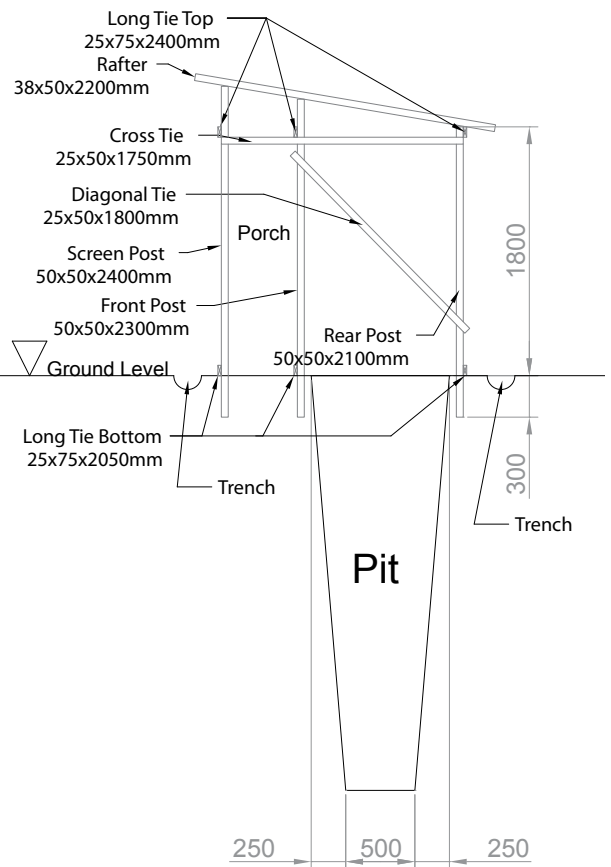 Long Tie Top
25x75x2400mm
Rafter
38x50x2200mm
Cross Tie
25x50x1750mm
Diagonal Tie
25x50x1800mm
Porch
Screen Post
50x50x2400mm
Front Post
50x50x2300mm
Rear Post
50x50x2100mm
1800
Ground Level
Long Tie Bottom
25x75x2050mm
300
Trench
Trench
Pit
250
500
250